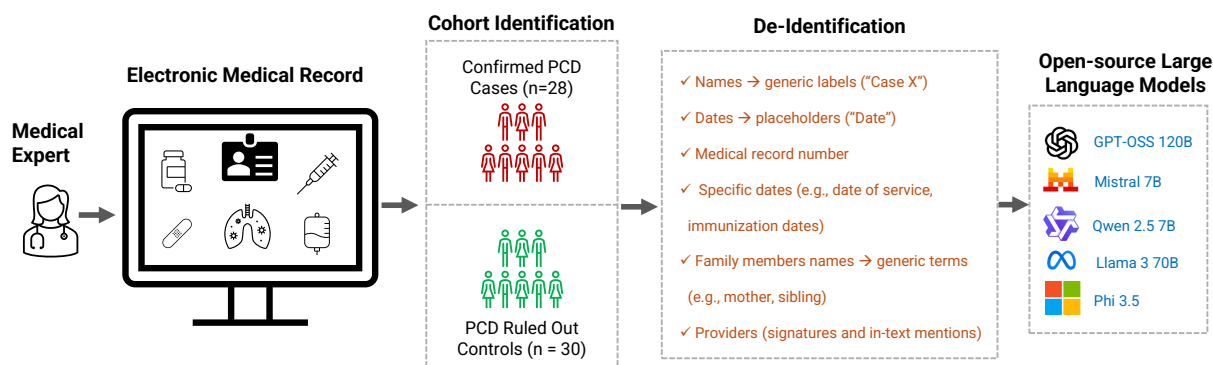 Medical
Expert
Electronic Medical Record
Cohort Identification
Confirmed PCD
Cases (n=28)
PCD Ruled Out
Controls (n = 30)
De-Identification
✓ Names → generic labels (“Case X”)
✓ Dates → placeholders (“Date”)
✓ Medical record number
✓ Specific dates (e.g., date of service,
immunization dates)
✓ Family members names → generic terms
(e.g., mother, sibling)
✓ Providers (signatures and in-text mentions)
Open-source Large
Language Models
GPT-OSS 120B
Mistral 7B
Qwen 2.5 7B
Llama 3 70B
Phi 3.5